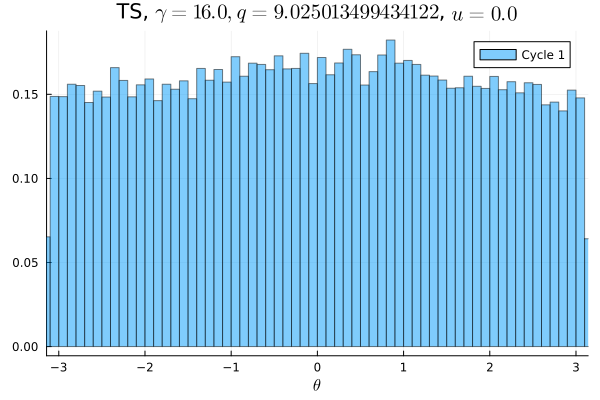 TS, γ = 16.0, q = 9.025013499434122, u = 0.0
Cycle 1
0.15
0.10
0.05
0.00
−3 −2 −1 0 1 2 3
θ